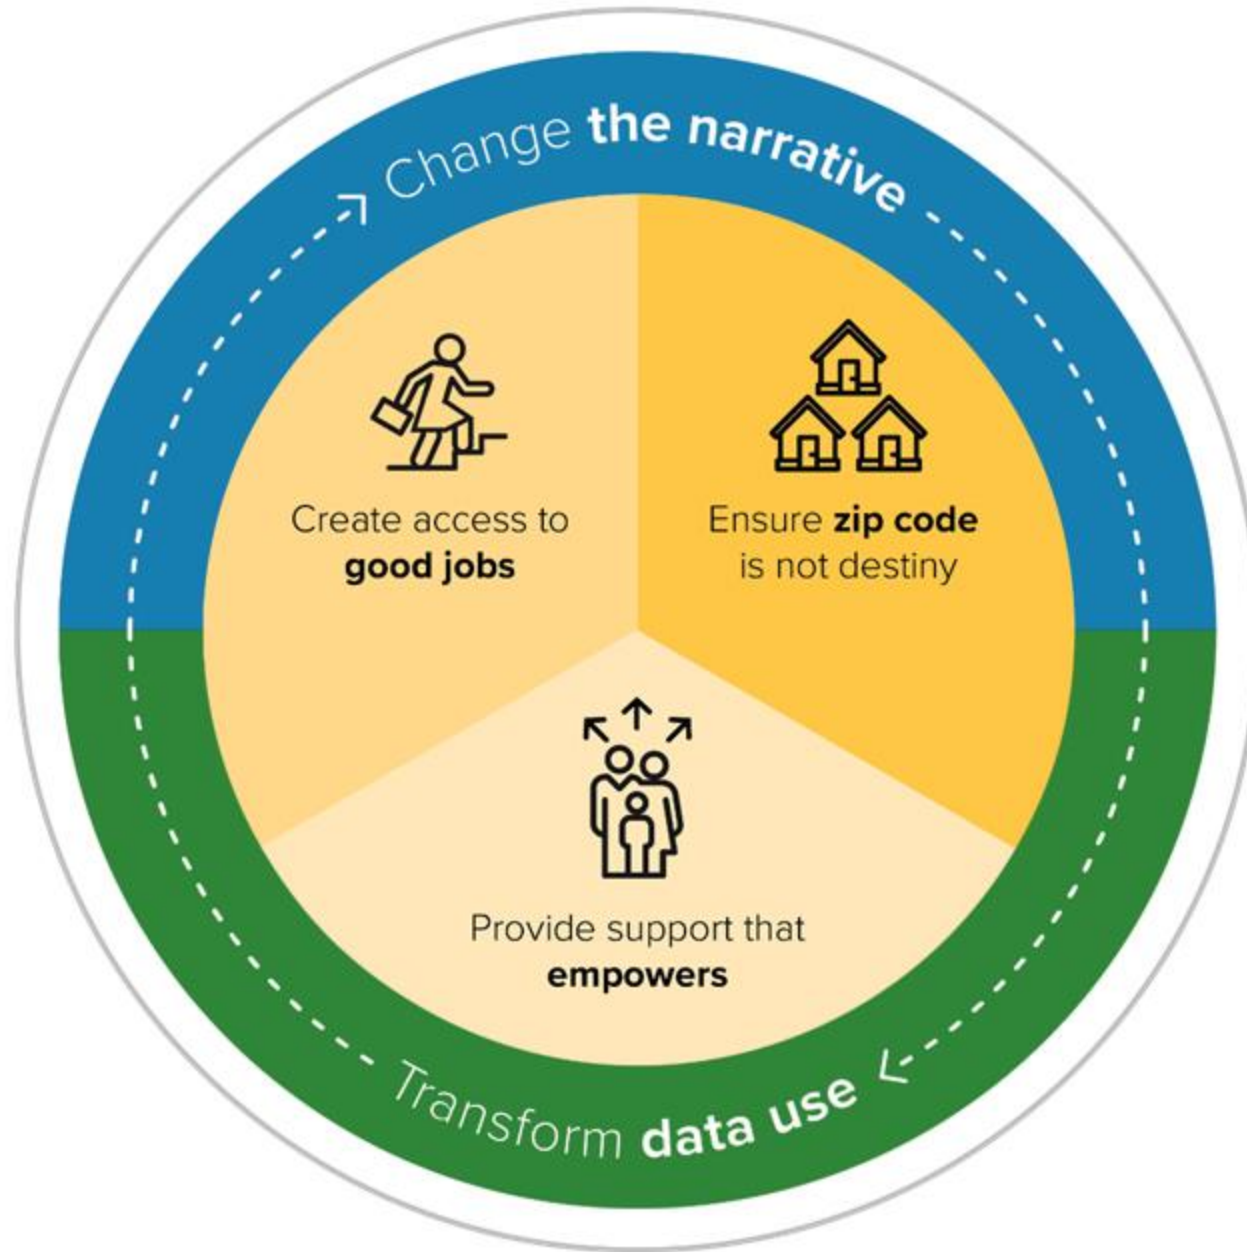 Change the narrative
Create access to
good jobs
Ensure zip code
is not destiny
Provide support that
empowers
Transform data use